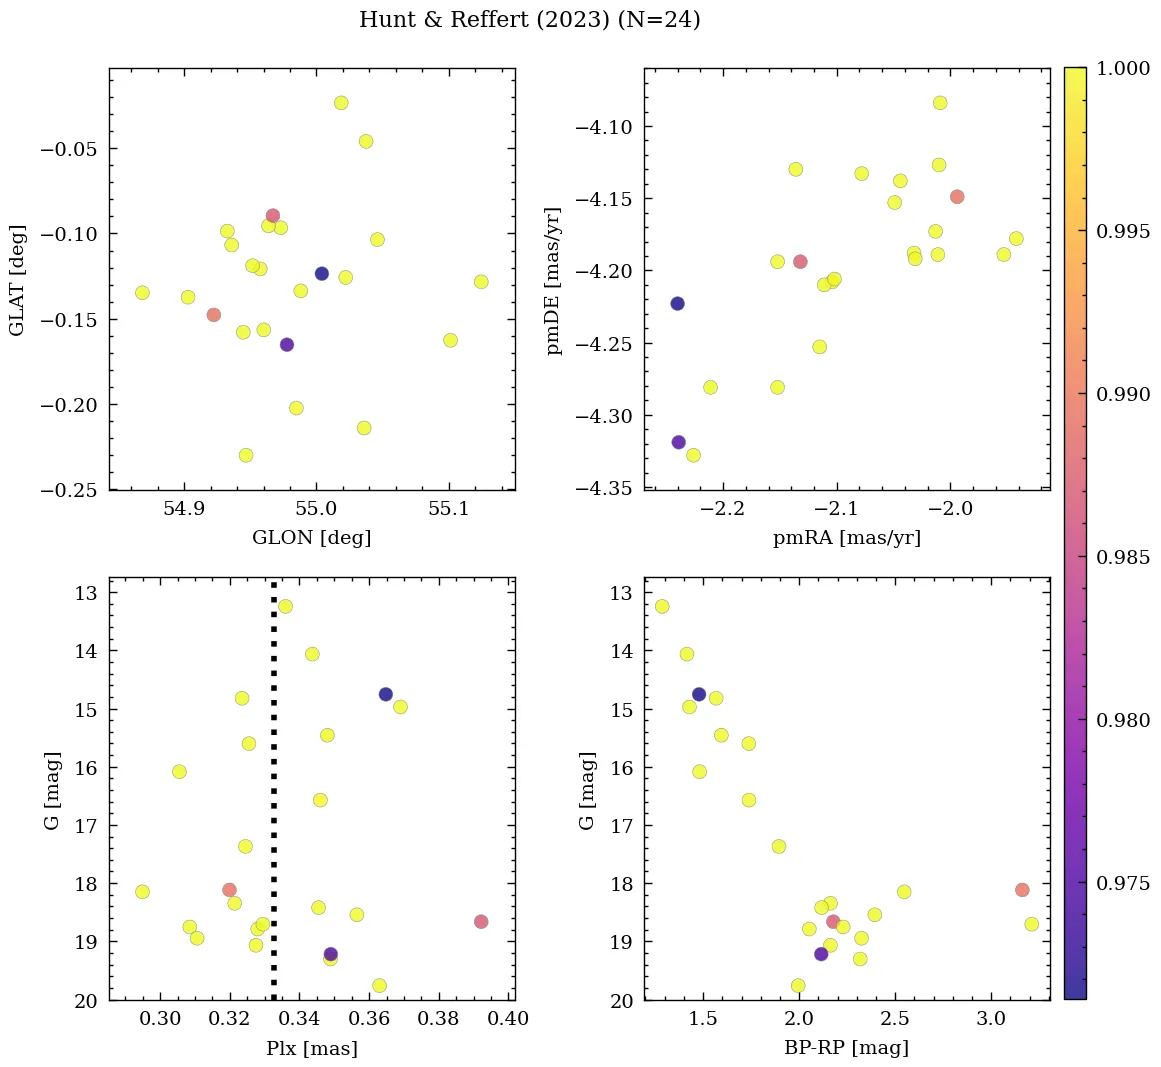 Hunt & Reffert (2023) (N=24)
−0.05
−0.10
−0.15
−0.20
−0.25
GLAT [deg]
54.9 55.0 55.1
GLON [deg]
−4.10
−4.15
−4.20
−4.25
−4.30
−4.35
pmDE [mas/yr]
−2.2 −2.1 −2.0
pmRA [mas/yr]
13
14
15
16
17
18
19
20
G [mag]
0.30 0.32 0.34 0.36 0.38 0.40
Plx [mas]
13
14
15
16
17
18
19
20
G [mag]
1.5 2.0 2.5 3.0
BP-RP [mag]
1.000
0.995
0.990
0.985
0.980
0.975